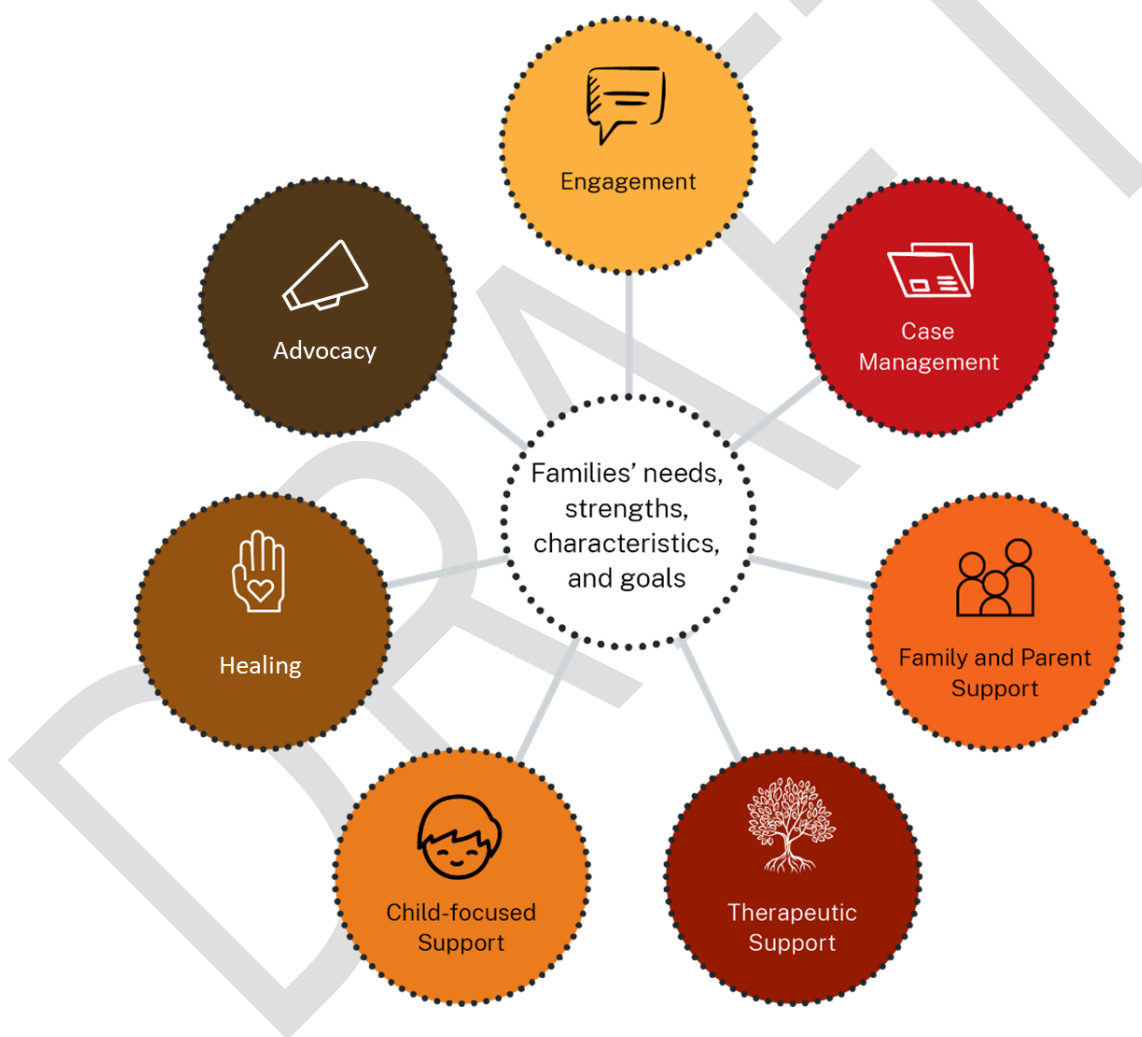 Engagement
Case
Management
Family and Parent
Support
Therapeutic
Support
Child-focused
Support
Healing
Advocacy
Families’ needs,
strengths,
characteristics,
and goals
DRAFT